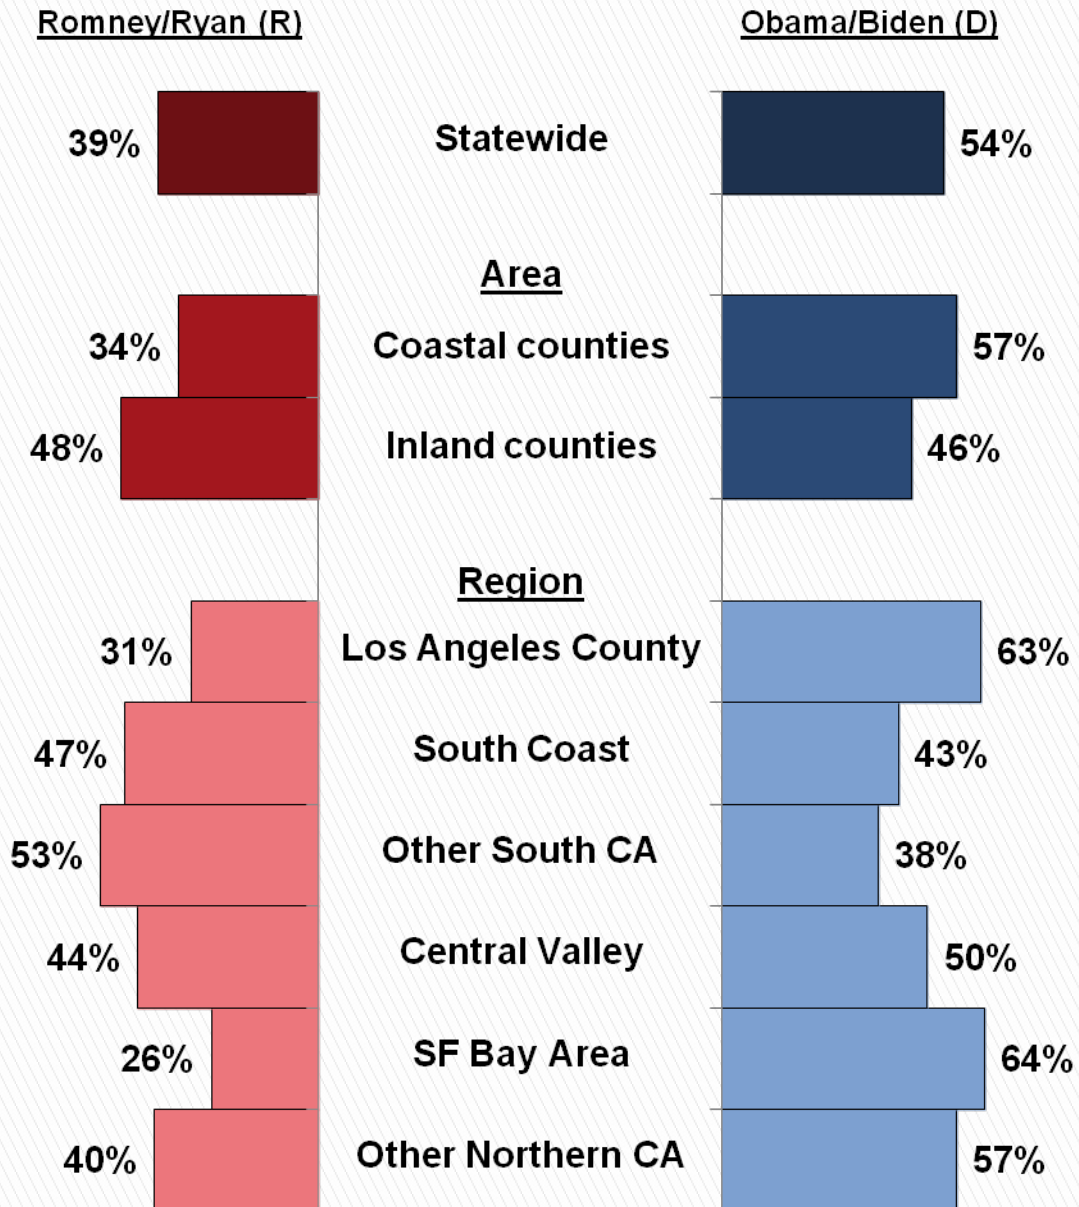 Romney/Ryan (R) Obama/Biden (D)
39% Statewide 54%
Area
34% Coastal counties 57%
48% Inland counties 46%
Region
31% Los Angeles County 63%
47% South Coast 43%
53% Other South CA 38%
44% Central Valley 50%
26% SF Bay Area 64%
40% Other Northern CA 57%